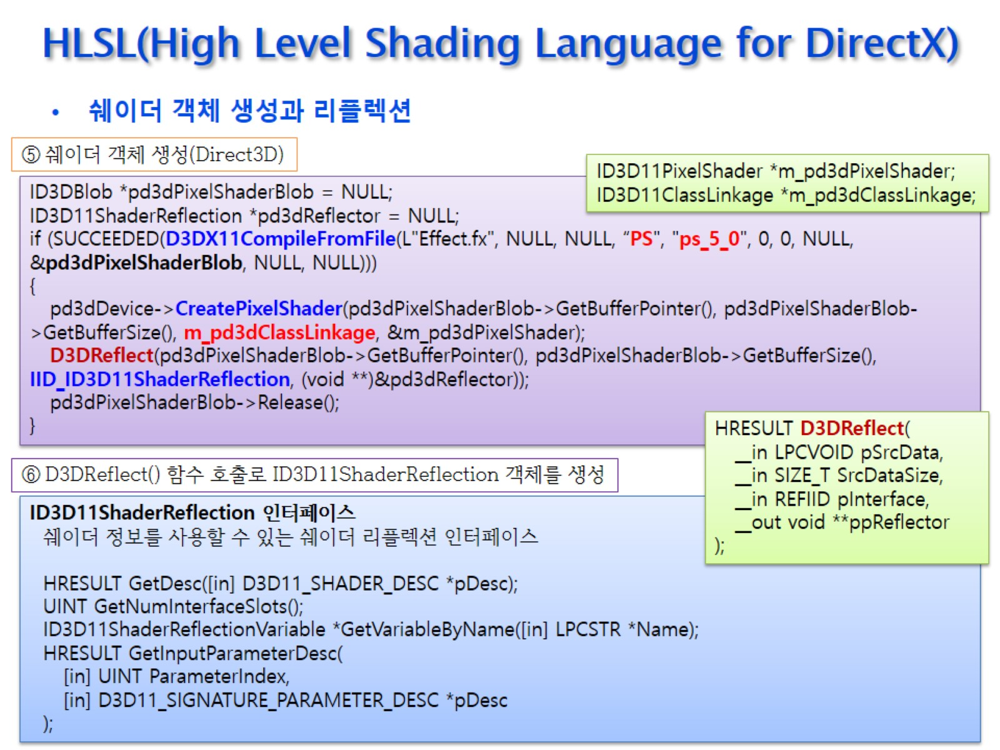 HLSL(High Level Shading Language for DirectX)
• 쉐이더 객체 생성과 리플렉션
⑤ 쉐이더 객체 생성(Direct3D)
ID3D11PixelShader *m_pd3dPixelShader;
ID3D11ClassLinkage *m_pd3dClassLinkage;
ID3DBlob *pd3dPixelShaderBlob = NULL;
ID3D11ShaderReflection *pd3dReflector = NULL;
if (SUCCEEDED(D3DX11CompileFromFile(L"Effect.fx", NULL, NULL, “PS", "ps_5_0", 0, 0, NULL,
&pd3dPixelShaderBlob, NULL, NULL)))
{
pd3dDevice->CreatePixelShader(pd3dPixelShaderBlob->GetBufferPointer(), pd3dPixelShaderBlob-
>GetBufferSize(), m_pd3dClassLinkage, &m_pd3dPixelShader);
D3DReflect(pd3dPixelShaderBlob->GetBufferPointer(), pd3dPixelShaderBlob->GetBufferSize(),
IID_ID3D11ShaderReflection, (void **)&pd3dReflector));
pd3dPixelShaderBlob->Release();
}
HRESULT D3DReflect(
__in LPCVOID pSrcData,
__in SIZE_T SrcDataSize,
__in REFIID pInterface,
__out void **ppReflector
);
⑥ D3DReflect() 함수 호출로 ID3D11ShaderReflection 객체를 생성
ID3D11ShaderReflection 인터페이스
쉐이더 정보를 사용할 수 있는 쉐이더 리플렉션 인터페이스
HRESULT GetDesc([in] D3D11_SHADER_DESC *pDesc);
UINT GetNumInterfaceSlots();
ID3D11ShaderReflectionVariable *GetVariableByName([in] LPCSTR *Name);
HRESULT GetInputParameterDesc(
[in] UINT ParameterIndex,
[in] D3D11_SIGNATURE_PARAMETER_DESC *pDesc
);